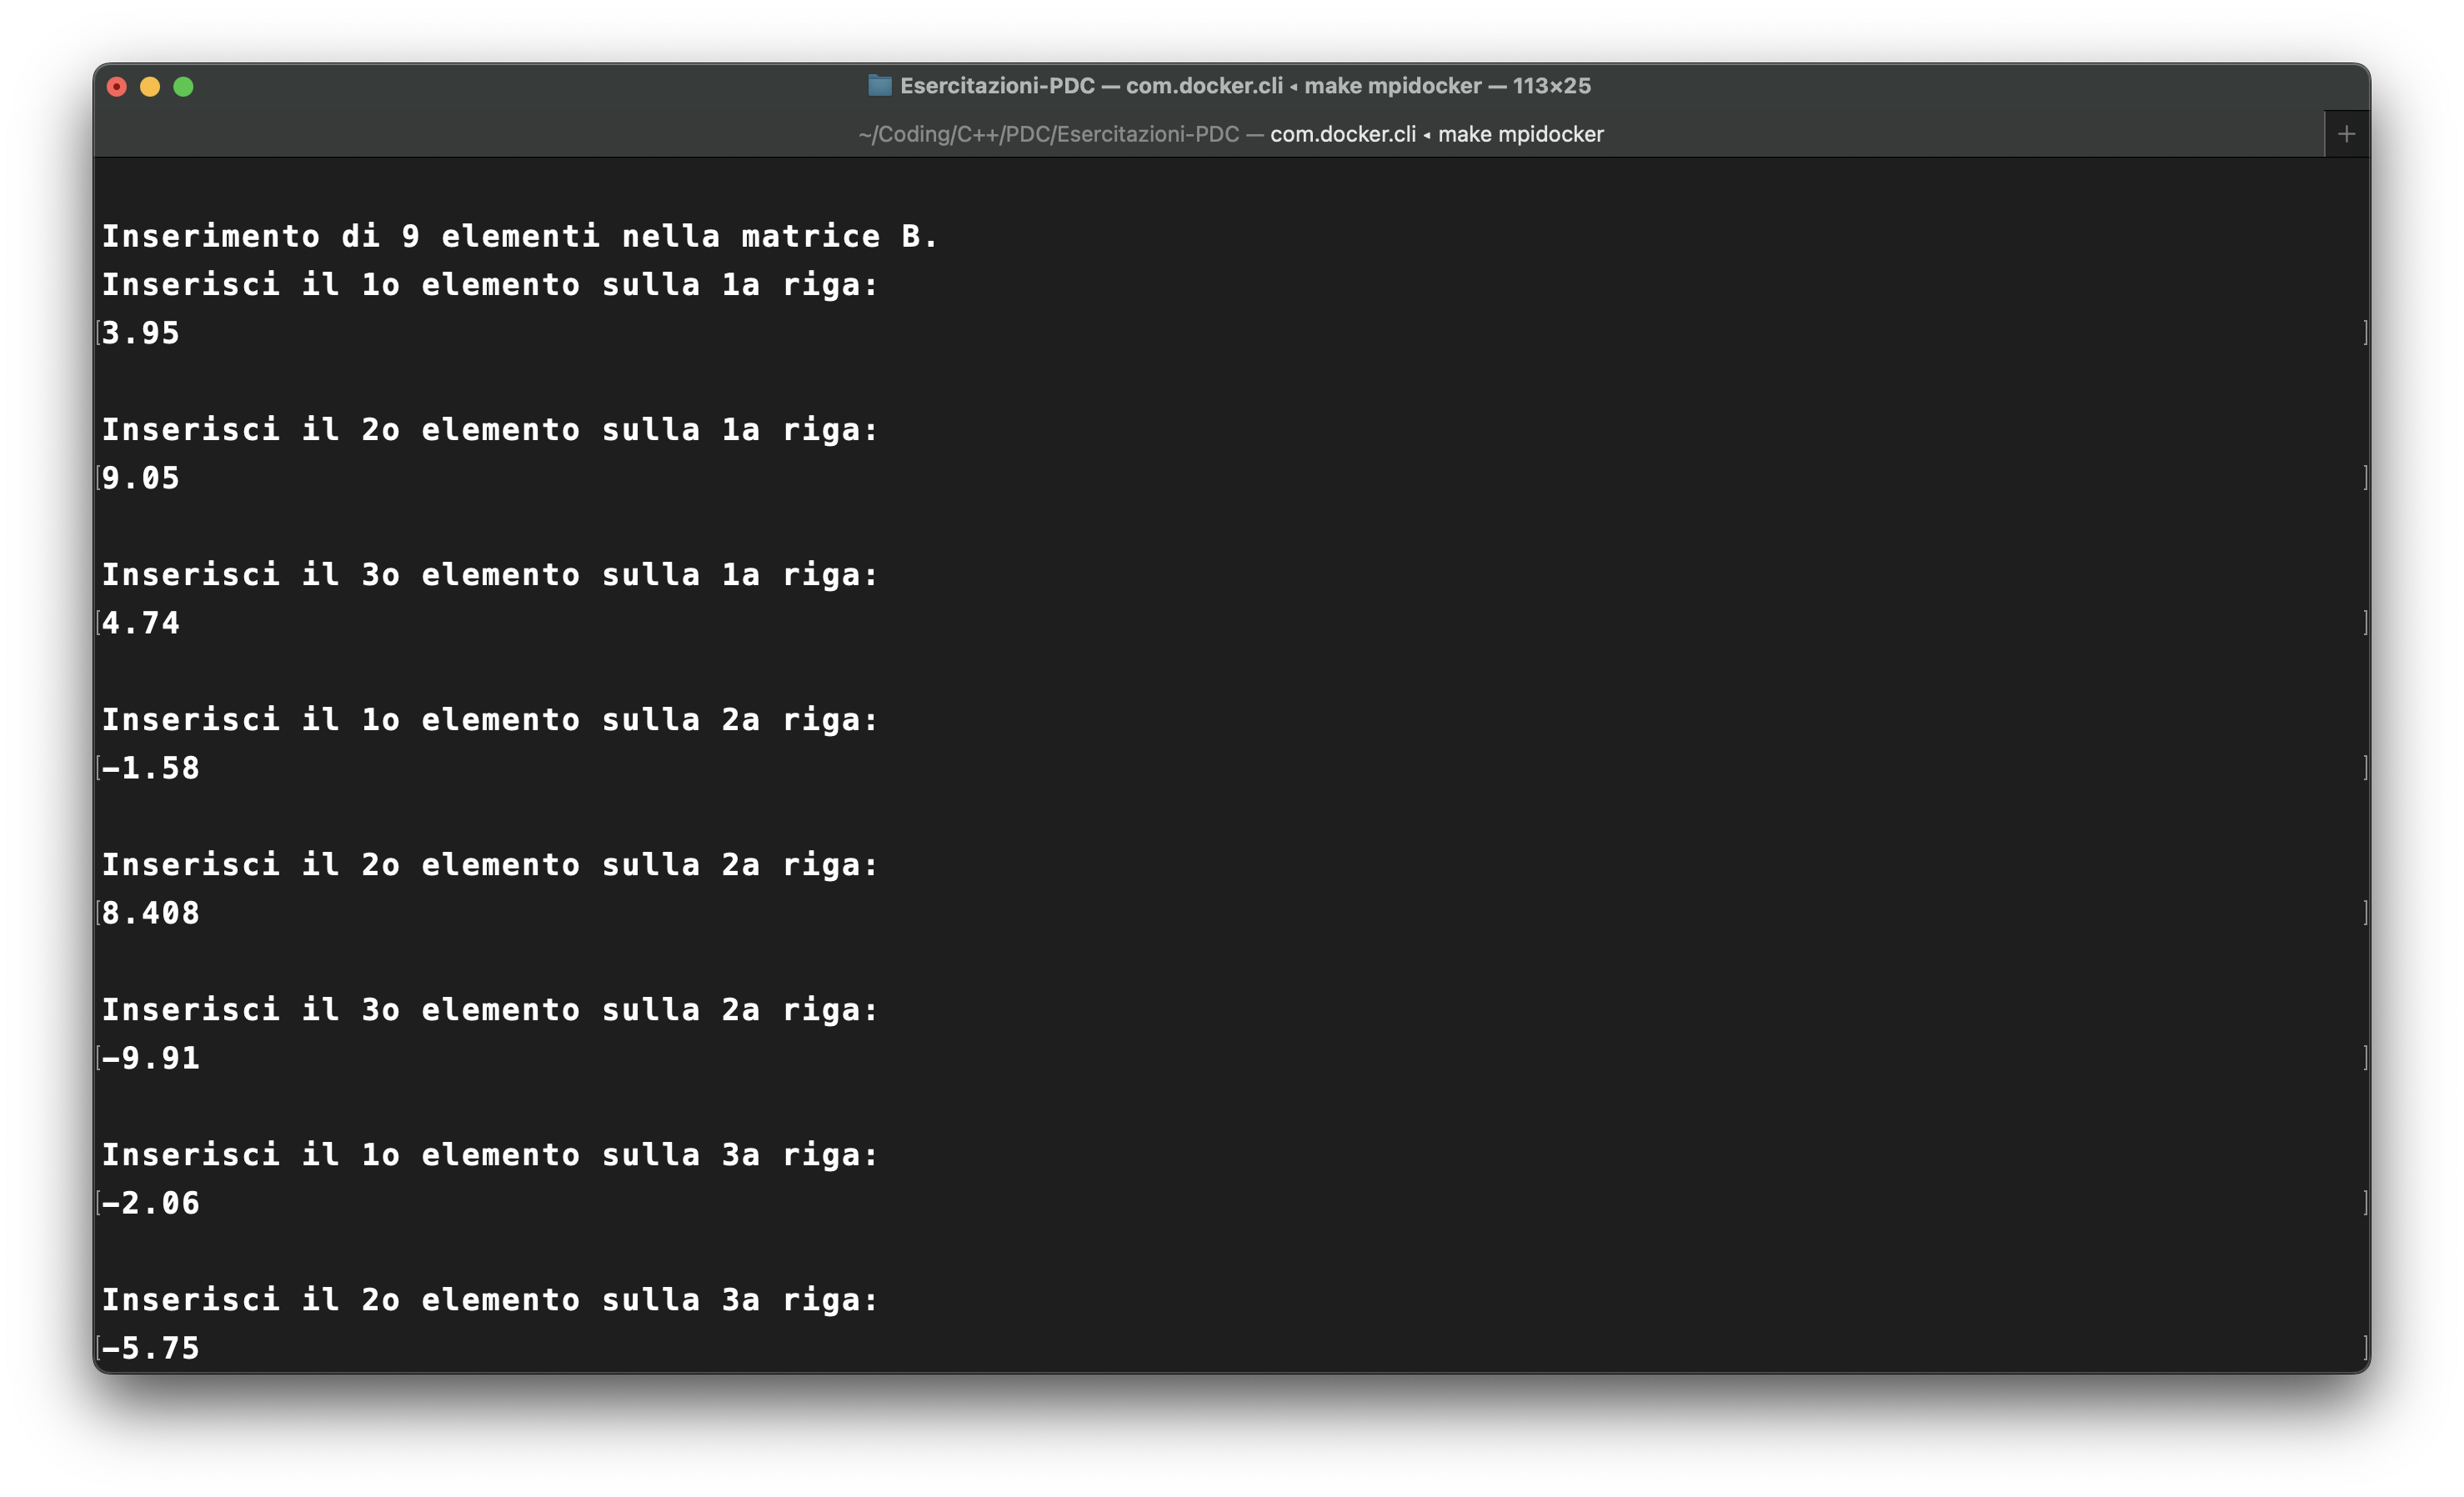 Esercitazioni-PDC — com.docker.cli ◂ make mpidocker — 113×25
~/Coding/C++/PDC/Esercitazioni-PDC — com.docker.cli ◂ make mpidocker +
Inserimento di 9 elementi nella matrice B.
Inserisci il 1o elemento sulla 1a riga:
[3.95 ]
Inserisci il 2o elemento sulla 1a riga:
[9.05 ]
Inserisci il 3o elemento sulla 1a riga:
[4.74 ]
Inserisci il 1o elemento sulla 2a riga:
[-1.58 ]
Inserisci il 2o elemento sulla 2a riga:
[8.408 ]
Inserisci il 3o elemento sulla 2a riga:
[-9.91 ]
Inserisci il 1o elemento sulla 3a riga:
[-2.06 ]
Inserisci il 2o elemento sulla 3a riga:
[-5.75 ]